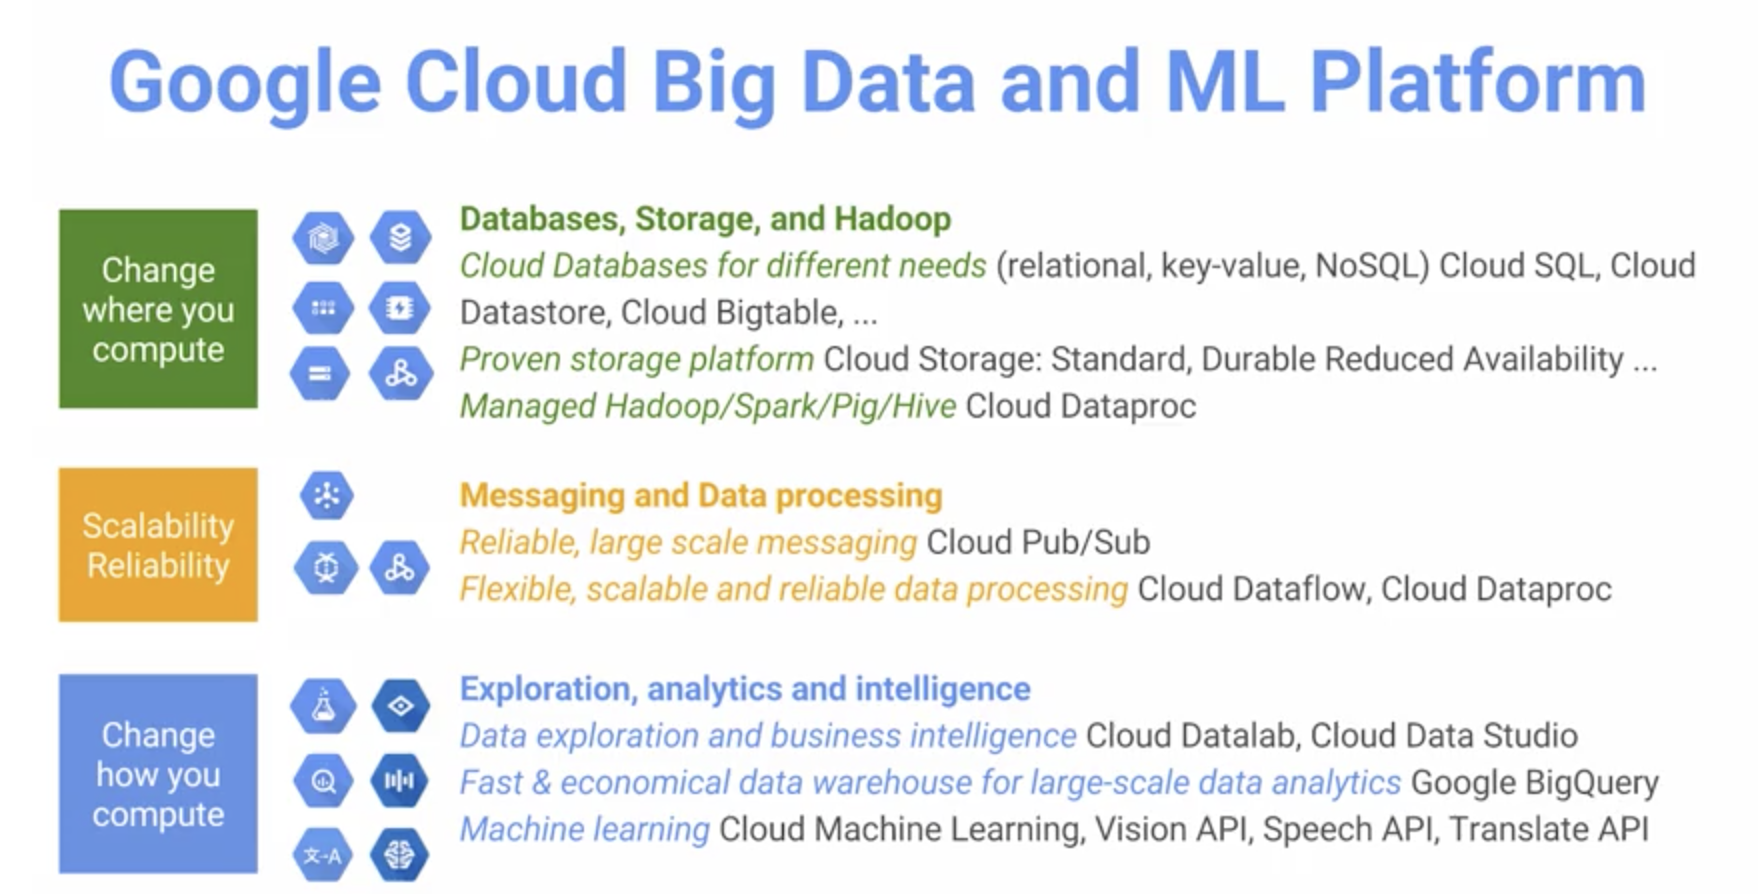 Google Cloud Big Data and ML Platform
Change
where you
compute
Databases, Storage, and Hadoop
Cloud Databases for different needs (relational, key-value, NoSQL) Cloud SQL, Cloud
Datastore, Cloud Bigtable, ...
Proven storage platform Cloud Storage: Standard, Durable Reduced Availability ...
Managed Hadoop/Spark/Pig/Hive Cloud Dataproc
Scalability
Reliability
Messaging and Data processing
Reliable, large scale messaging Cloud Pub/Sub
Flexible, scalable and reliable data processing Cloud Dataflow, Cloud Dataproc
Change
how you
compute
文→A
Exploration, analytics and intelligence
Data exploration and business intelligence Cloud Datalab, Cloud Data Studio
Fast & economical data warehouse for large-scale data analytics Google BigQuery
Machine learning Cloud Machine Learning, Vision API, Speech API, Translate API